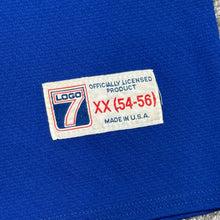 LOGO
7
OFFICIALLY LICENSED
PRODUCT
XX (54-56)
MADE IN U.S.A.